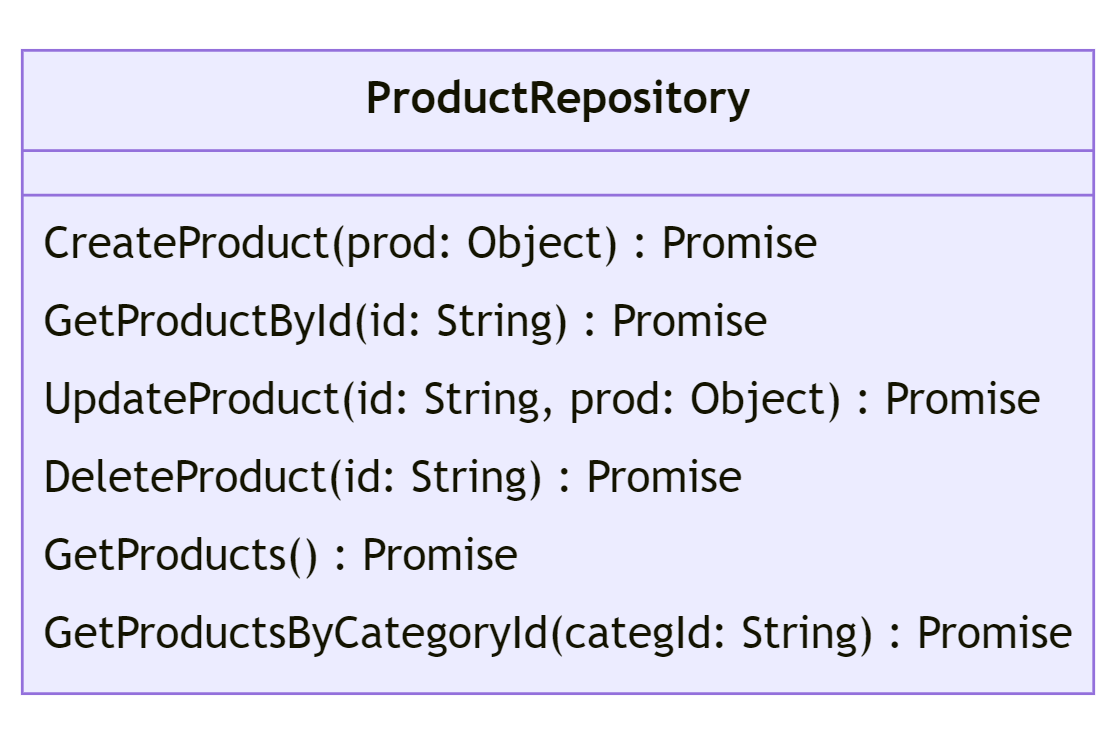 ProductRepository
CreateProduct(prod: Object) : Promise
GetProductById(id: String) : Promise
UpdateProduct(id: String, prod: Object) : Promise
DeleteProduct(id: String) : Promise
GetProducts() : Promise
GetProductsByCategoryId(categId: String) : Promise